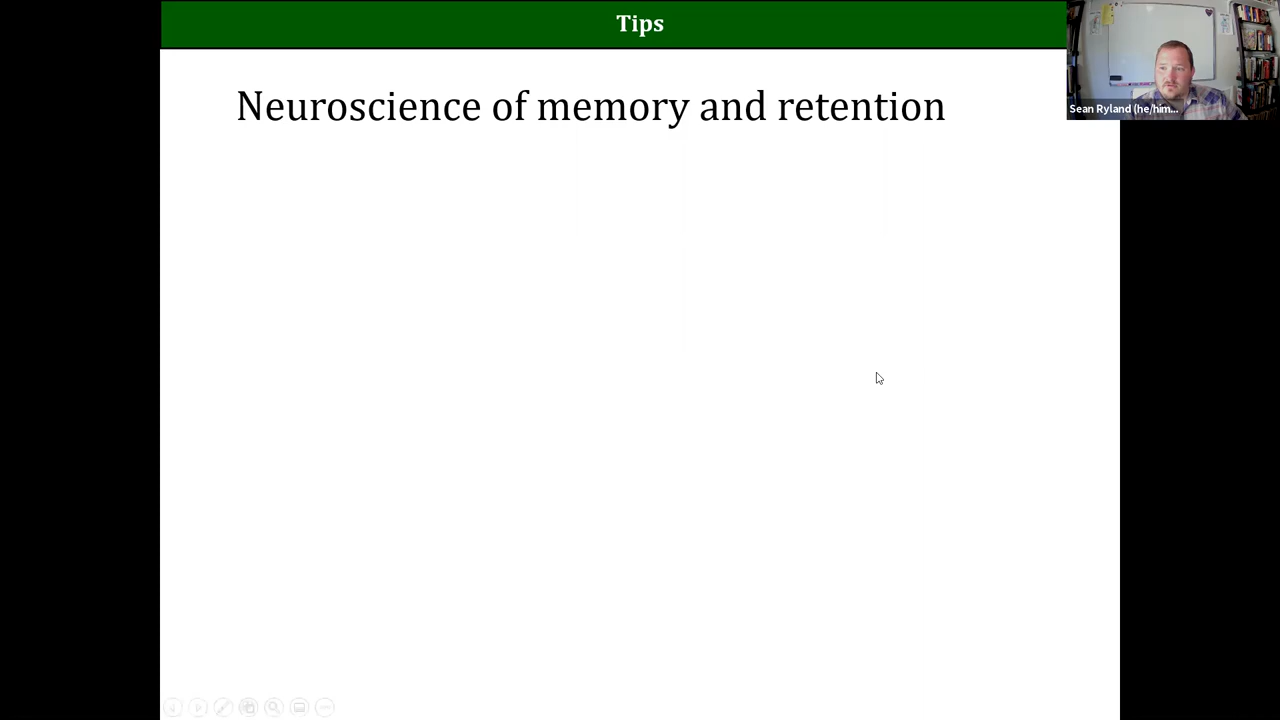 Tips
Neuroscience of memory and retention
Sean Ryland (he/him...